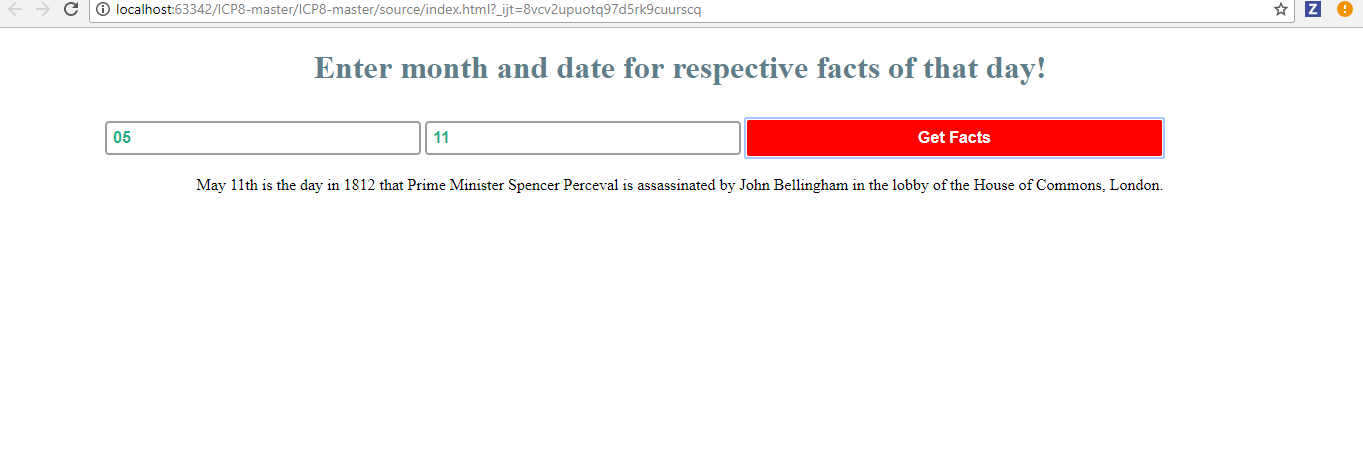 localhost:63342/ICP8-master/ICP8-master/source/index.html?_ijt=8vcv2upuotq97d5rk9cuurscq
Z
Enter month and date for respective facts of that day!
05 11 Get Facts
May 11th is the day in 1812 that Prime Minister Spencer Perceval is assassinated by John Bellingham in the lobby of the House of Commons, London.